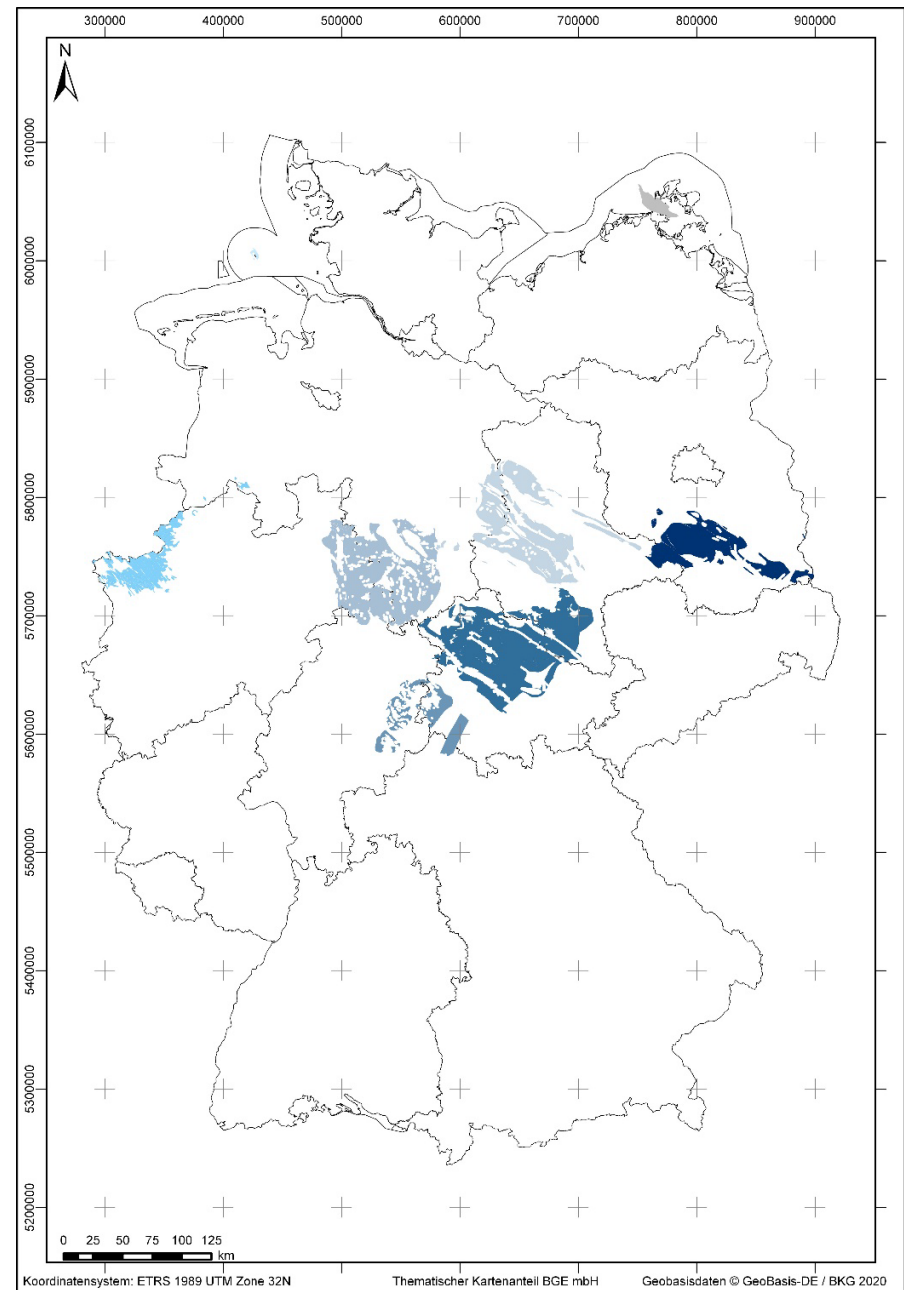 300000 400000 500000 600000 700000 800000 900000
N
6100000
6000000
5900000
5800000
5700000
5600000
5500000
5400000
5300000
5200000
0 25 50 75 100 125
km
Koordinatensystem: ETRS 1989 UTM Zone 32N Thematischer Kartenanteil BGE mbH Geobasisdaten © GeoBasis-DE / BKG 2020